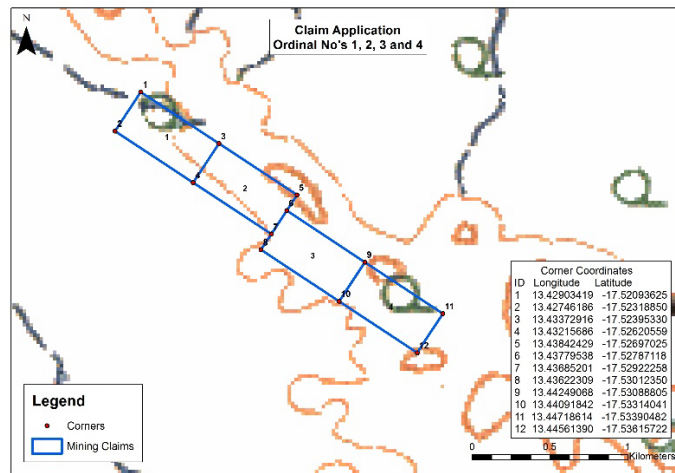 N
Claim Application
Ordinal No's 1, 2, 3 and 4
1
2
1
3
4
2
5
6
7
8
3
9
10
4
11
12
Corner Coordinates
ID Longitude Latitude
1 13.42903419 -17.52093625
2 13.42746186 -17.52318850
3 13.43372916 -17.52395330
4 13.43215686 -17.52620559
5 13.43842429 -17.52697025
6 13.43779538 -17.52787118
7 13.43685201 -17.52922258
8 13.43622309 -17.53012350
9 13.44249068 -17.53088805
10 13.44091842 -17.53314041
11 13.44718614 -17.53390482
12 13.44561390 -17.53615722
Legend
Corners
Mining Claims
0 0.5 1
Kilometers